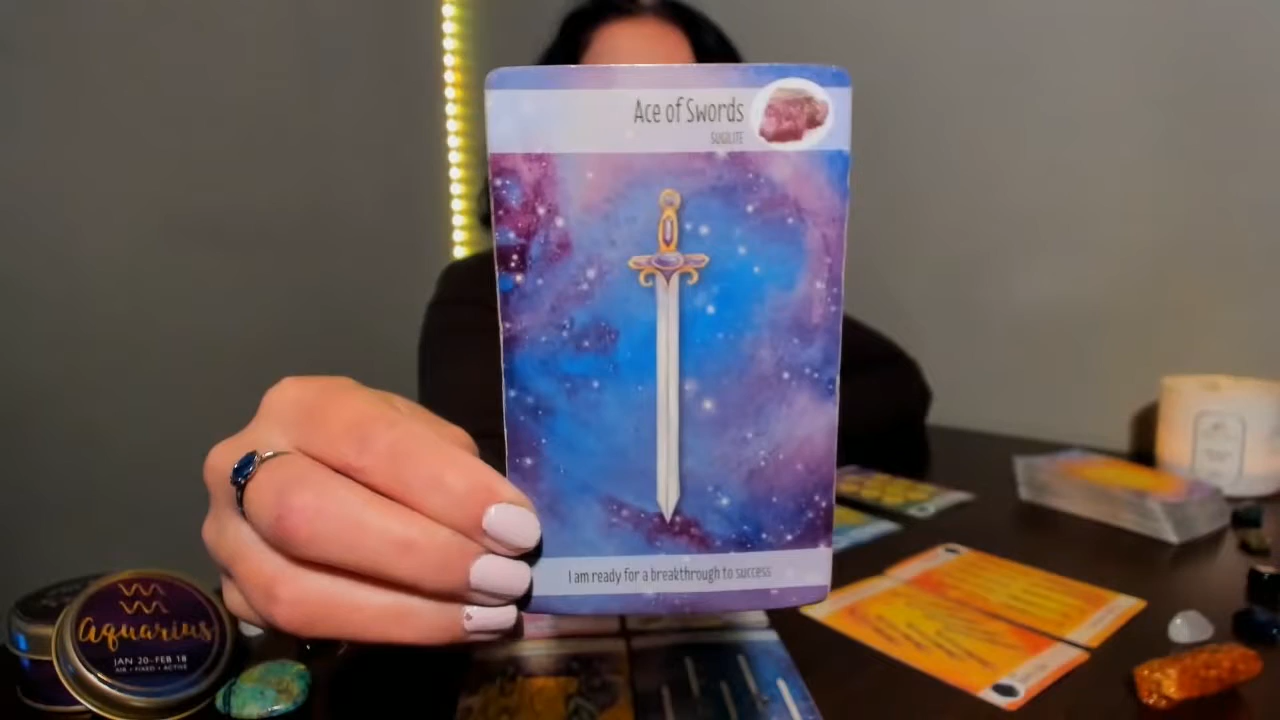 Ace of Swords
SUGILITE
I am ready for a breakthrough to success
Aquarius
JAN 20-FEB 18
AIR • FIXED • ACTIVE